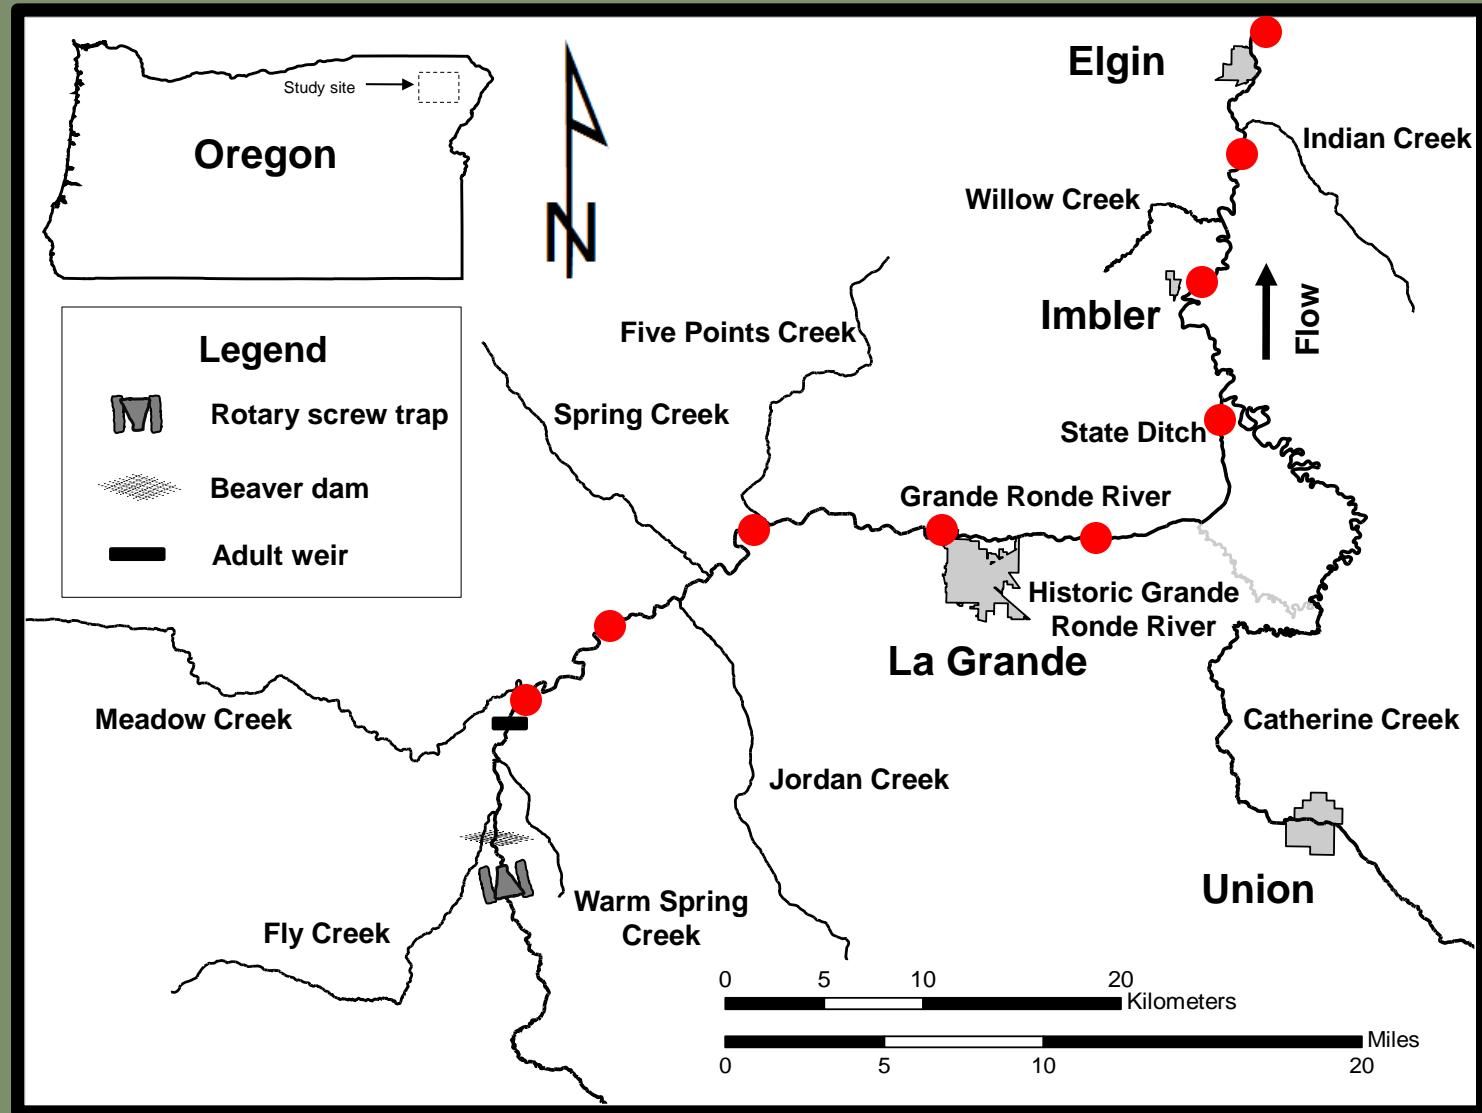 Study site
Oregon
N
Elgin
Indian Creek
Willow Creek
Imbler
Flow
Five Points Creek
Spring Creek
State Ditch
Grande Ronde River
Historic Grande
Ronde River
La Grande
Legend
Rotary screw trap
Beaver dam
Adult weir
Meadow Creek
Catherine Creek
Jordan Creek
Union
Warm Spring
Creek
Fly Creek
0 5 10 20
Kilometers
Miles
0 5 10 20